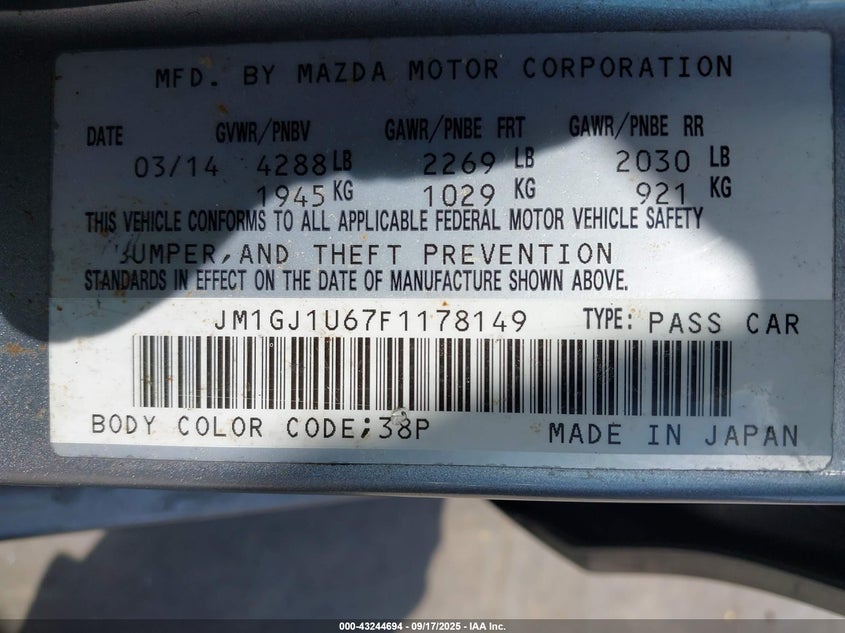 MFD. BY MAZDA MOTOR CORPORATION
DATE GVWR/PNBV GAWR/PNBE FRT GAWR/PNBE RR
03/14 4288 LB 2269 LB 2030 LB
1945 KG 1029 KG 921 KG
THIS VEHICLE CONFORMS TO ALL APPLICABLE FEDERAL MOTOR VEHICLE SAFETY
BUMPER, AND THEFT PREVENTION
STANDARDS IN EFFECT ON THE DATE OF MANUFACTURE SHOWN ABOVE.
JM1GJ1U67F1178149 TYPE: PASS CAR
BODY COLOR CODE;38P MADE IN JAPAN
000-43244694 - 09/17/2025 - IAA Inc.